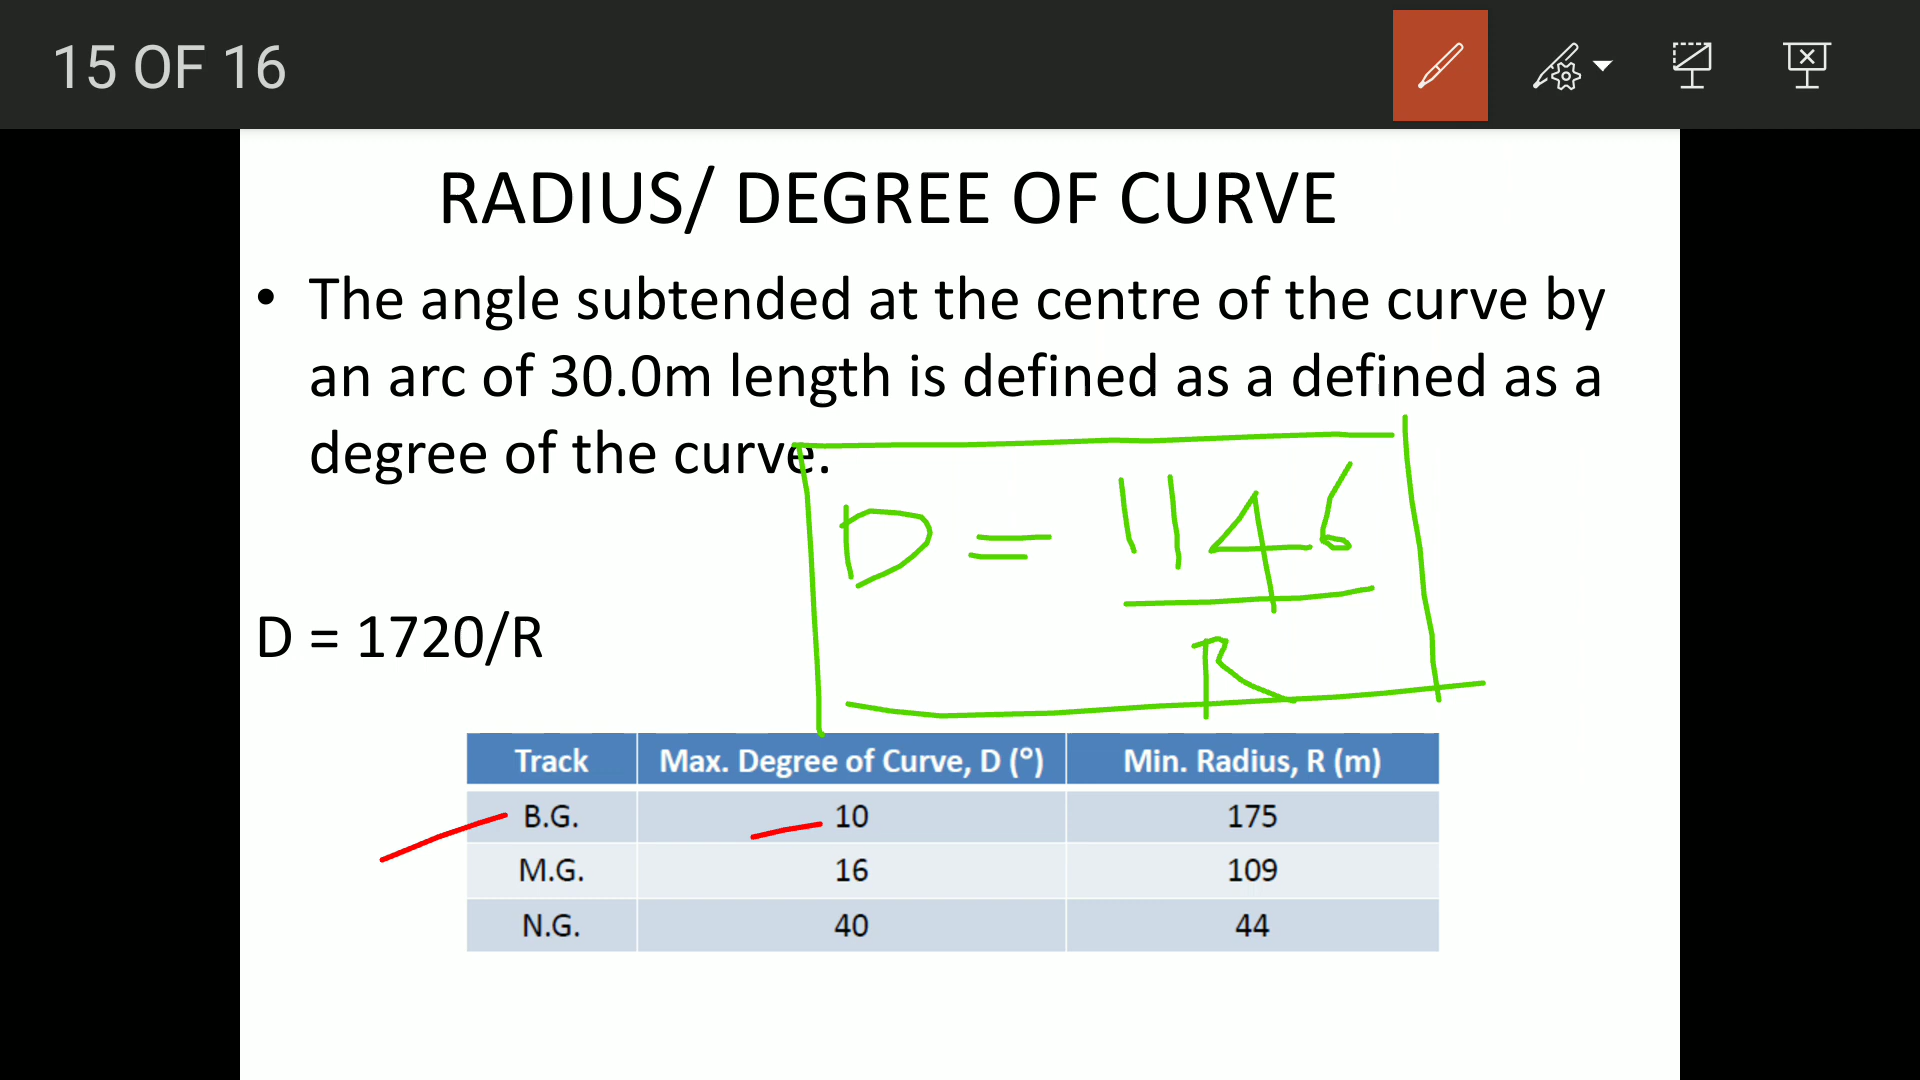 15 OF 16
RADIUS/ DEGREE OF CURVE
• The angle subtended at the centre of the curve by
an arc of 30.0m length is defined as a defined as a
degree of the curve.
D = 1146
R
D = 1720/R
Track Max. Degree of Curve, D (°) Min. Radius, R (m)
B.G. 10 175
M.G. 16 109
N.G. 40 44